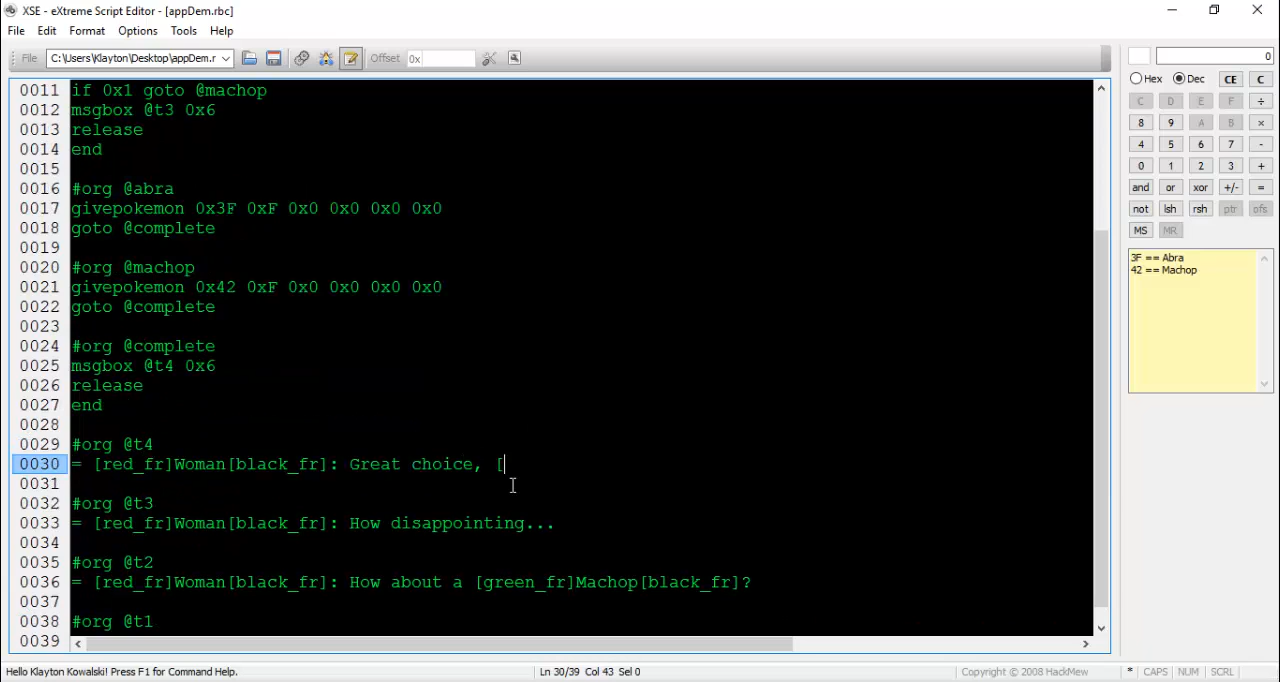 XSE - eXtreme Script Editor - [appDem.rbc]
File Edit Format Options Tools Help
File C:\Users\Klayton\Desktop\appDem.r Offset 0x
0
Hex Dec CE C
C D E F ÷
8 9 A B ×
4 5 6 7 -
0 1 2 3 +
and or xor +/- =
not lsh rsh ptr ofs
MS MR
3F == Abra
42 == Machop
0011 if 0x1 goto @machop
0012 msgbox @t3 0x6
0013 release
0014 end
0015
0016 #org @abra
0017 givepokemon 0x3F 0xF 0x0 0x0 0x0 0x0
0018 goto @complete
0019
0020 #org @machop
0021 givepokemon 0x42 0xF 0x0 0x0 0x0 0x0
0022 goto @complete
0023
0024 #org @complete
0025 msgbox @t4 0x6
0026 release
0027 end
0028
0029 #org @t4
0030 = [red_fr]Woman[black_fr]: Great choice, [
0031
0032 #org @t3
0033 = [red_fr]Woman[black_fr]: How disappointing...
0034
0035 #org @t2
0036 = [red_fr]Woman[black_fr]: How about a [green_fr]Machop[black_fr]?
0037
0038 #org @t1
0039
Hello Klayton Kowalski! Press F1 for Command Help. Ln 30/39 Col 43 Sel 0 Copyright © 2008 HackMew * CAPS NUM SCRL